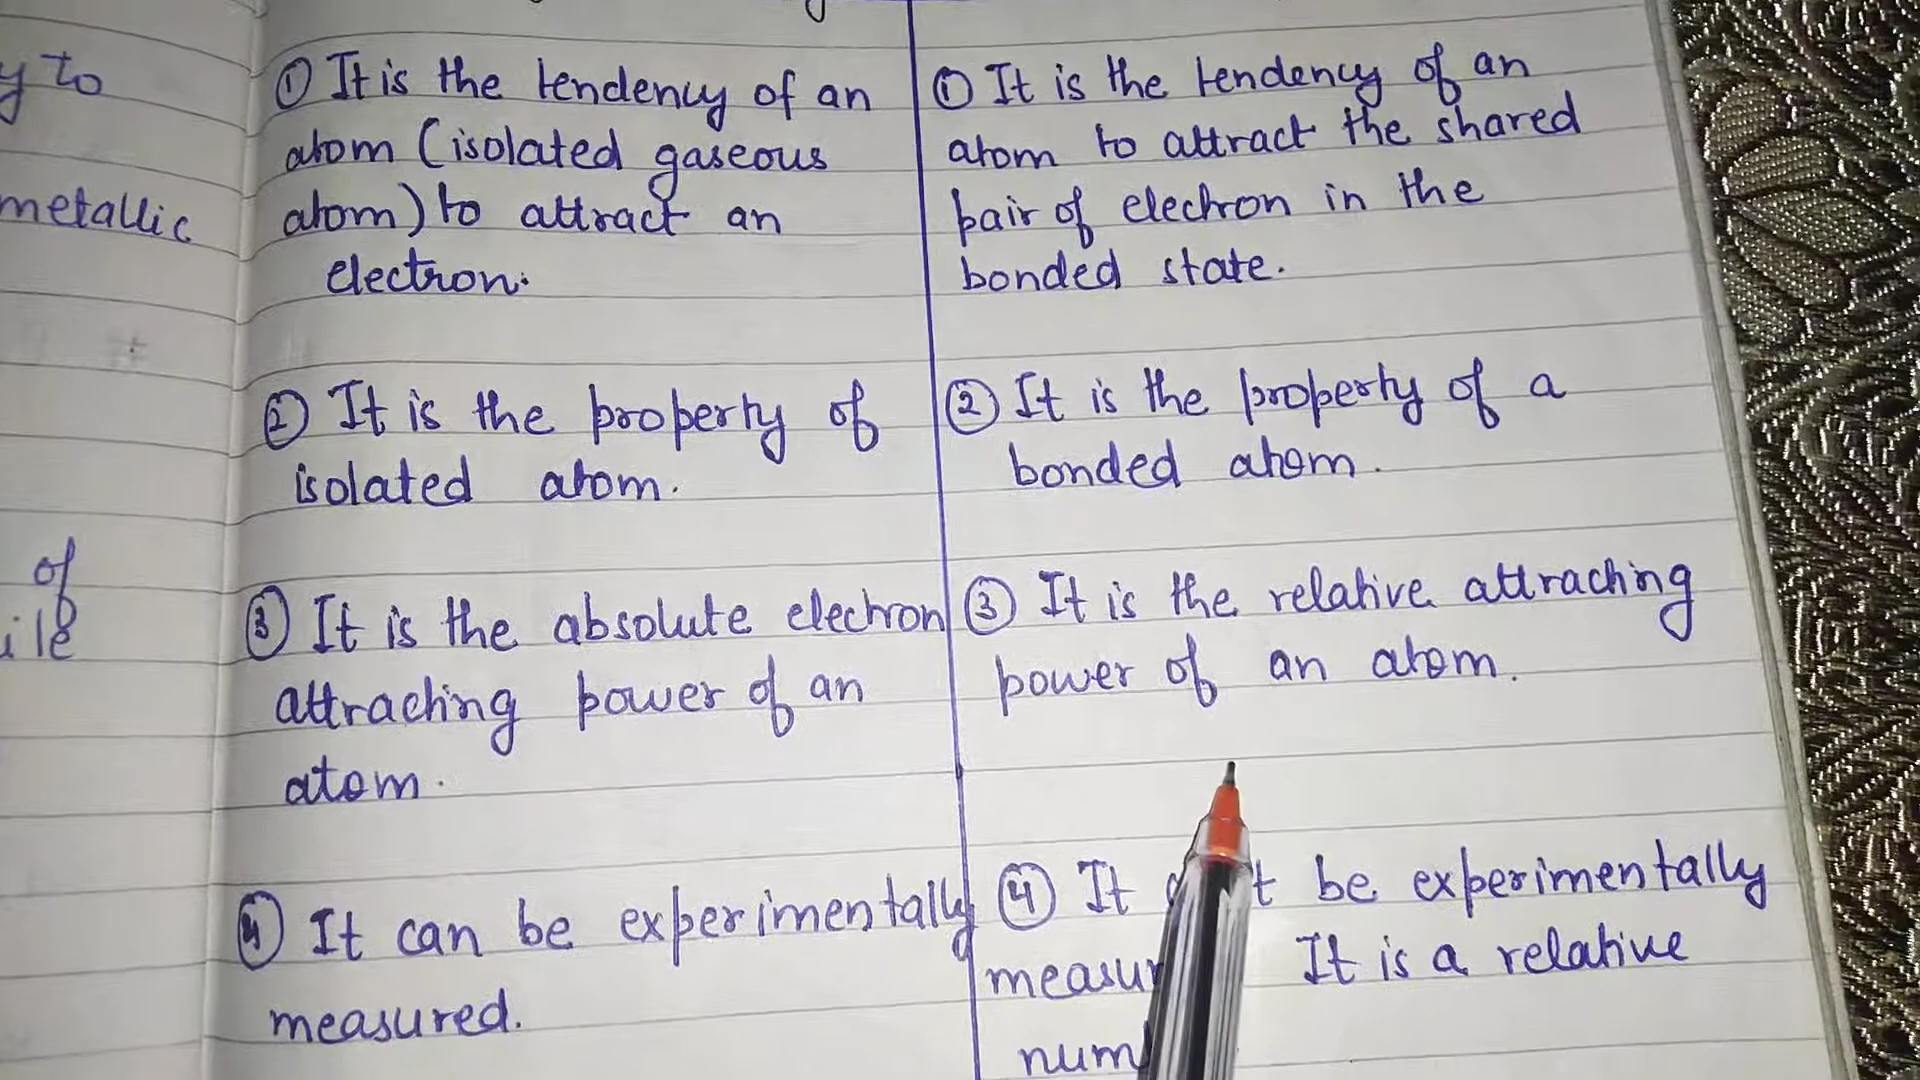 y to
metallic
of
① It is the tendency of an
atom (isolated gaseous
atom) to attract an
electron.
② It is the property of
isolated atom.
③ It is the absolute electron
attracting power of an
atom.
④ It can be experimentally
measured.
① It is the tendency of an
atom to attract the shared
pair of electron in the
bonded state.
② It is the property of a
bonded atom.
③ It is the relative attracting
power of an atom.
④ It be experimentally
It is a relative